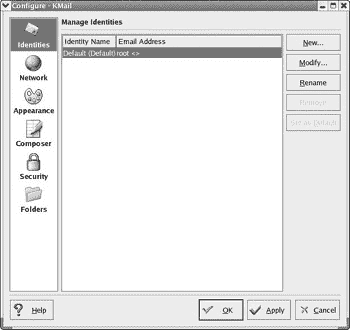 Configure - KMail
Manage Identities
Identities
Network
Appearance
Composer
Security
Folders
Identity Name Email Address
Default (Default) root <>
New...
Modify...
Rename
Remove
Set as Default
Help
OK
Apply
Cancel